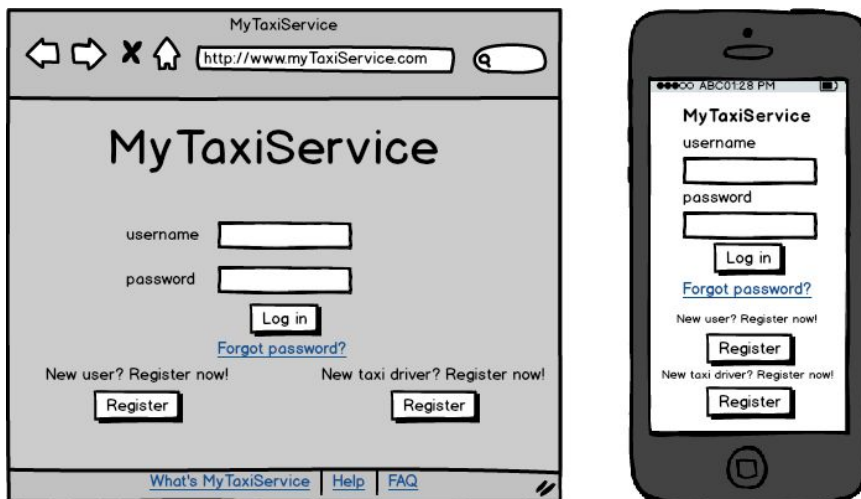 MyTaxiService
http://www.myTaxiService.com
MyTaxiService
username
password
Log in
Forgot password?
New user? Register now! New taxi driver? Register now!
Register Register
What's MyTaxiService Help FAQ
ABC01:28 PM
MyTaxiService
username
password
Log in
Forgot password?
New user? Register now!
Register
New taxi driver? Register now!
Register